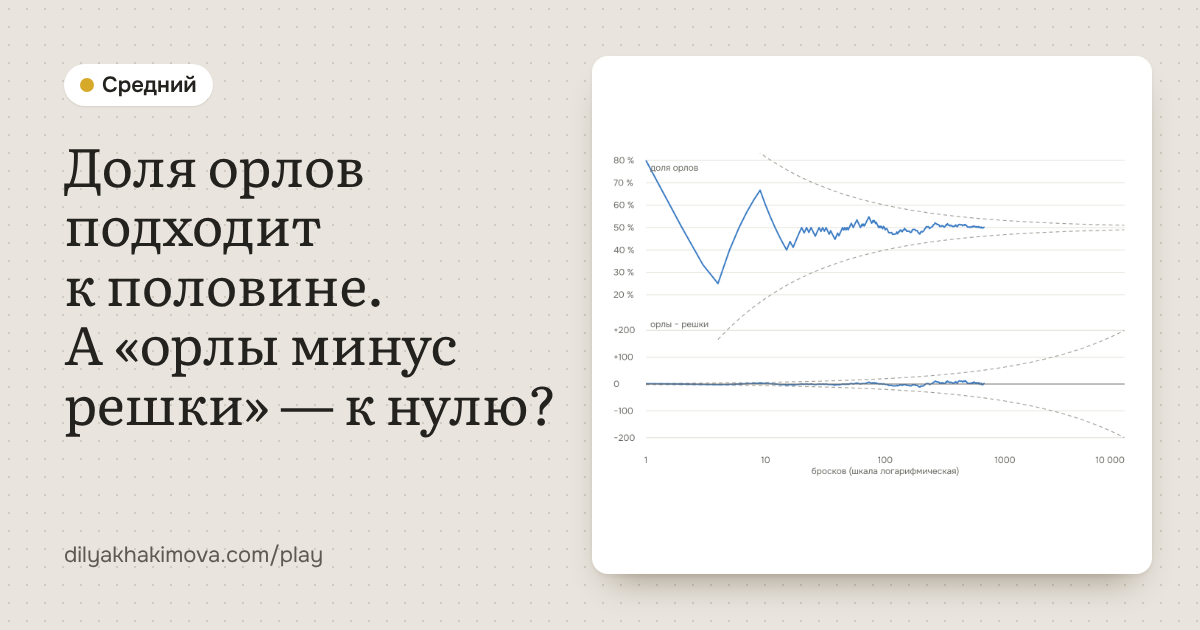 Средний
Доля орлов
подходит
к половине.
А «орлы минус
решки» — к нулю?
dilyakhakimova.com/play
80 %
доля орлов
70 %
60 %
50 %
40 %
30 %
20 %
орлы − решки
+200
+100
0
−100
−200
1
10
100
1000
10 000
бросков (шкала логарифмическая)